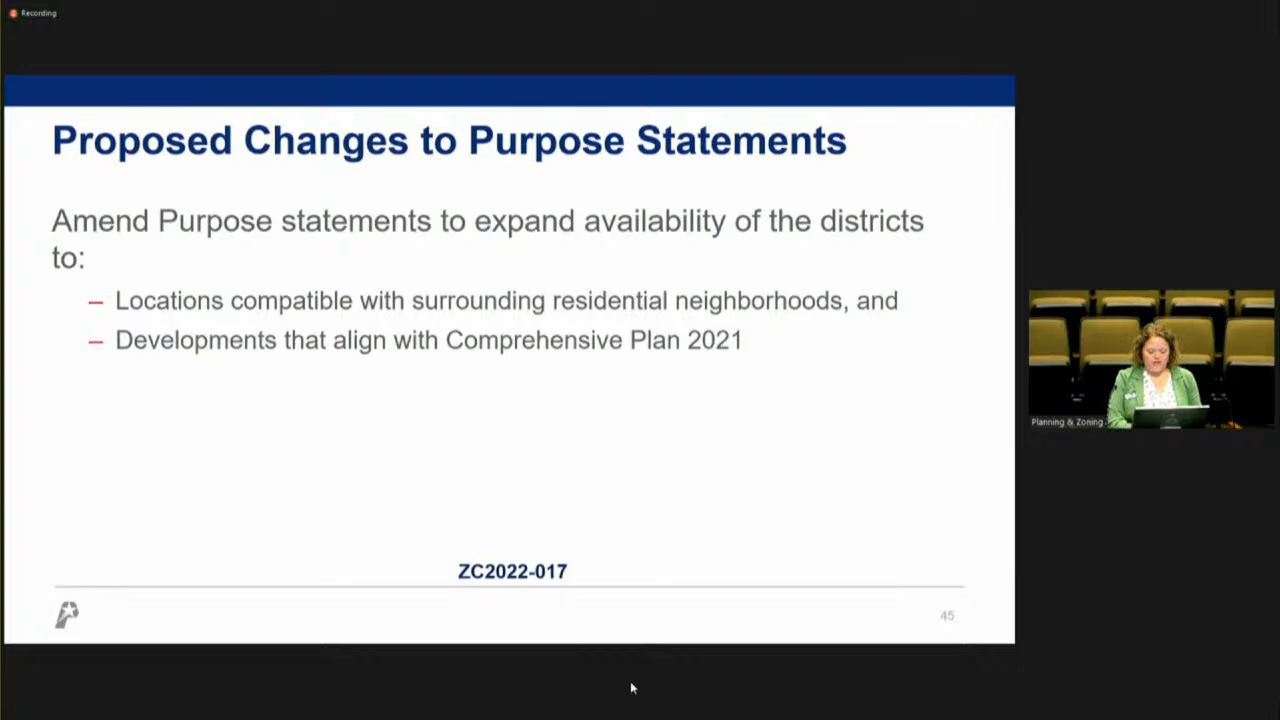 Recording
Proposed Changes to Purpose Statements
Amend Purpose statements to expand availability of the districts
to:
– Locations compatible with surrounding residential neighborhoods, and
– Developments that align with Comprehensive Plan 2021
Planning & Zoning
ZC2022-017
45